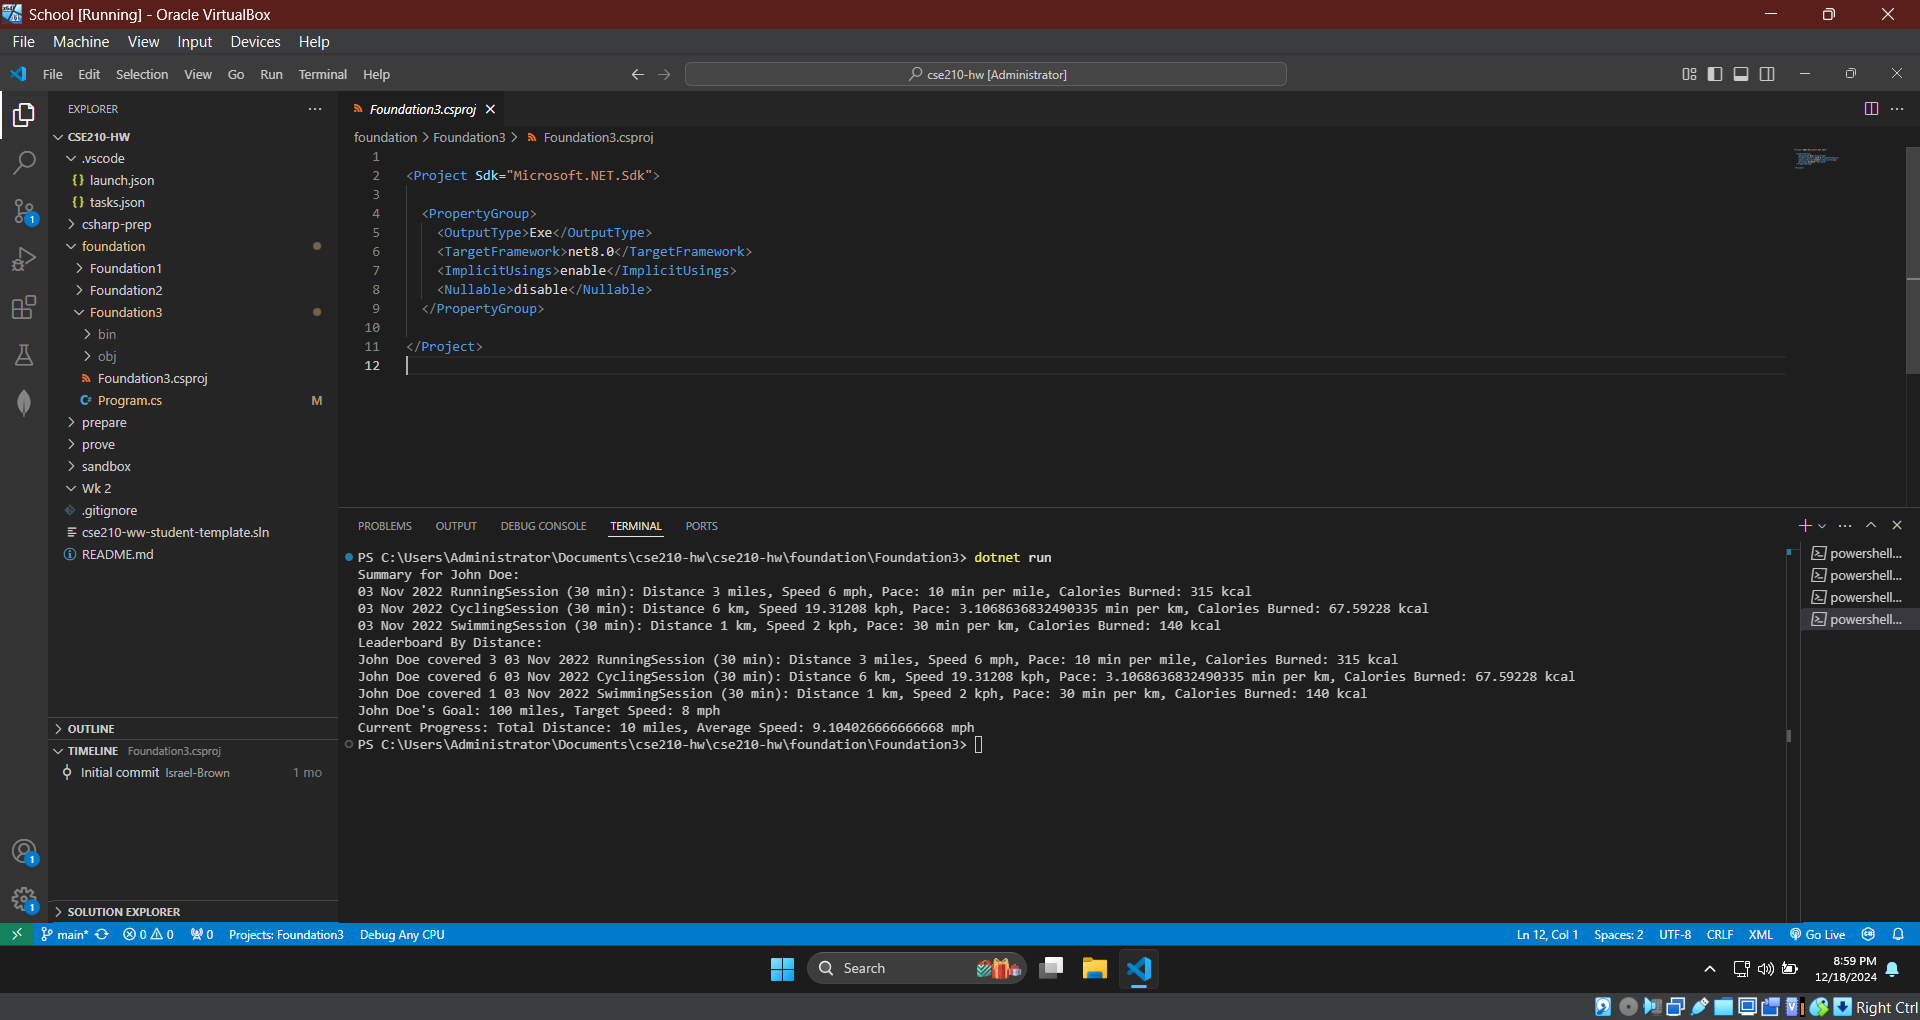 School [Running] - Oracle VirtualBox
File Machine View Input Devices Help
File Edit Selection View Go Run Terminal Help
cse210-hw [Administrator]
EXPLORER
CSE210-HW
.vscode
launch.json
tasks.json
csharp-prep
foundation
Foundation1
Foundation2
Foundation3
bin
obj
Foundation3.csproj
Program.cs M
prepare
prove
sandbox
Wk 2
.gitignore
cse210-ww-student-template.sln
README.md
OUTLINE
TIMELINE Foundation3.csproj
Initial commit Israel-Brown 1 mo
SOLUTION EXPLORER
1
1
1
Foundation3.csproj
foundation > Foundation3 > Foundation3.csproj
1
2 <Project Sdk="Microsoft.NET.Sdk">
3
4 <PropertyGroup>
5 <OutputType>Exe</OutputType>
6 <TargetFramework>net8.0</TargetFramework>
7 <ImplicitUsings>enable</ImplicitUsings>
8 <Nullable>disable</Nullable>
9 </PropertyGroup>
10
11 </Project>
12
PROBLEMS OUTPUT DEBUG CONSOLE TERMINAL PORTS
PS C:\Users\Administrator\Documents\cse210-hw\cse210-hw\foundation\Foundation3> dotnet run
Summary for John Doe:
03 Nov 2022 RunningSession (30 min): Distance 3 miles, Speed 6 mph, Pace: 10 min per mile, Calories Burned: 315 kcal
03 Nov 2022 CyclingSession (30 min): Distance 6 km, Speed 19.31208 kph, Pace: 3.1068636832490335 min per km, Calories Burned: 67.59228 kcal
03 Nov 2022 SwimmingSession (30 min): Distance 1 km, Speed 2 kph, Pace: 30 min per km, Calories Burned: 140 kcal
Leaderboard By Distance:
John Doe covered 3 03 Nov 2022 RunningSession (30 min): Distance 3 miles, Speed 6 mph, Pace: 10 min per mile, Calories Burned: 315 kcal
John Doe covered 6 03 Nov 2022 CyclingSession (30 min): Distance 6 km, Speed 19.31208 kph, Pace: 3.1068636832490335 min per km, Calories Burned: 67.59228 kcal
John Doe covered 1 03 Nov 2022 SwimmingSession (30 min): Distance 1 km, Speed 2 kph, Pace: 30 min per km, Calories Burned: 140 kcal
John Doe's Goal: 100 miles, Target Speed: 8 mph
Current Progress: Total Distance: 10 miles, Average Speed: 9.104026666666668 mph
PS C:\Users\Administrator\Documents\cse210-hw\cse210-hw\foundation\Foundation3>
powershell...
powershell...
powershell...
powershell...
main* 0 0 0 Projects: Foundation3 Debug Any CPU
Ln 12, Col 1 Spaces: 2 UTF-8 CRLF XML Go Live
Search
8:59 PM
12/18/2024
Right Ctrl